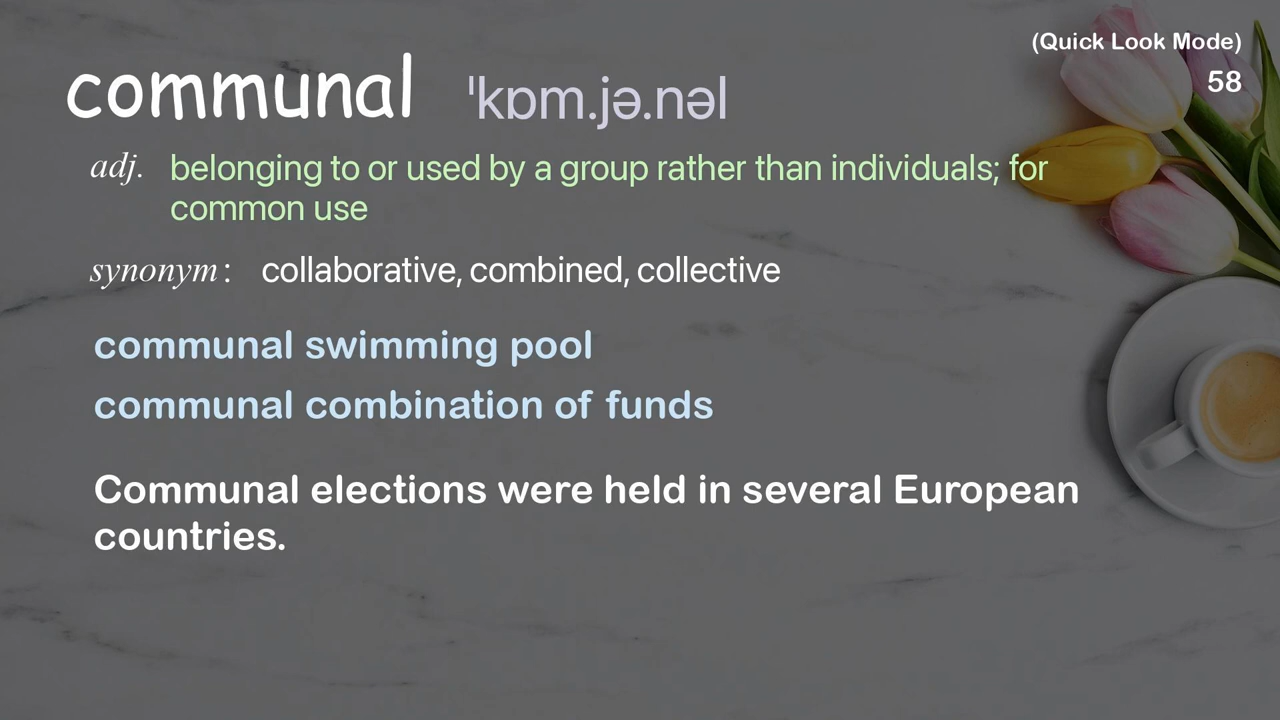 (Quick Look Mode)
58
communal ˈkɒm.jə.nəl
adj. belonging to or used by a group rather than individuals; for
common use
synonym: collaborative, combined, collective
communal swimming pool
communal combination of funds
Communal elections were held in several European
countries.